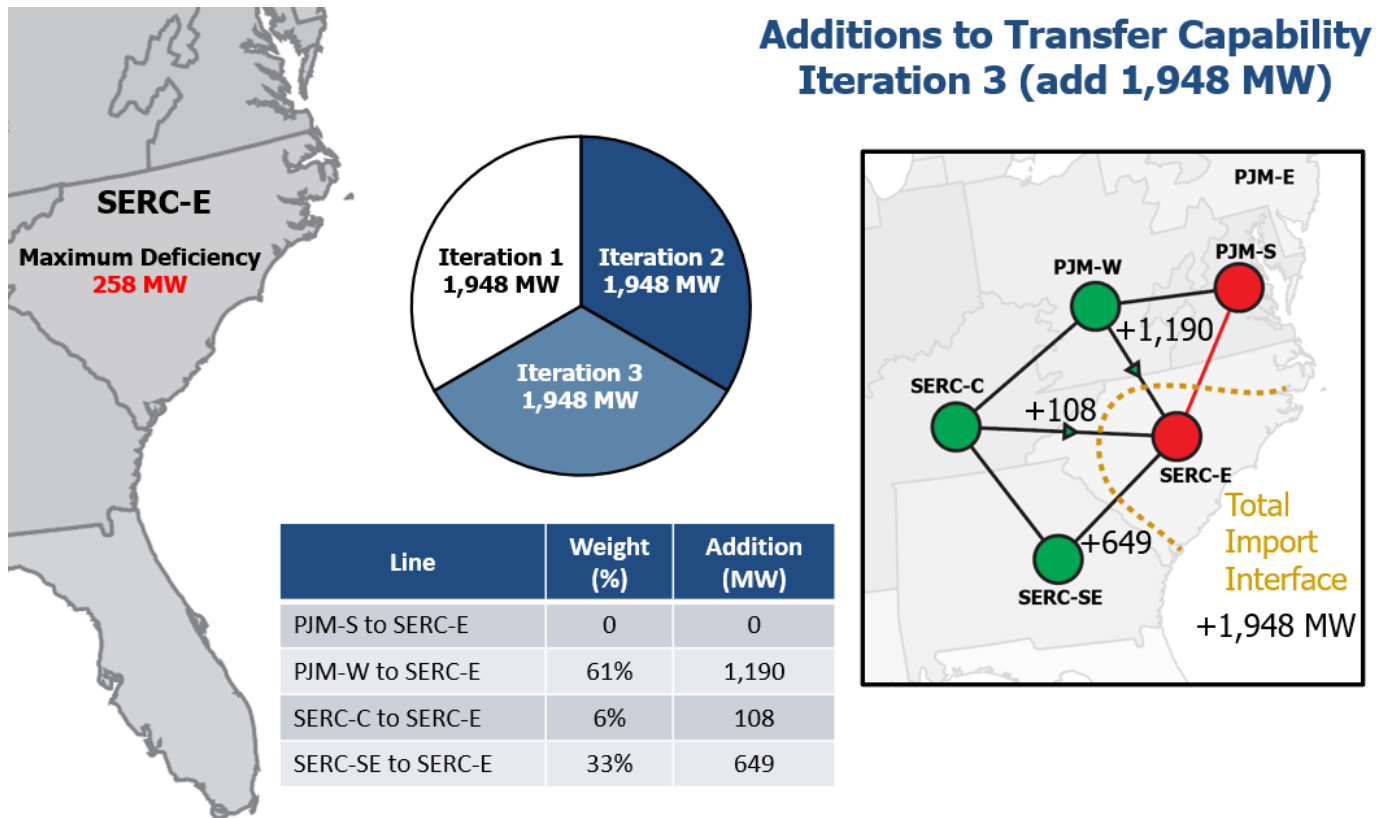 Additions to Transfer Capability
Iteration 3 (add 1,948 MW)
SERC-E
Maximum Deficiency
258 MW
Iteration 1
1,948 MW
Iteration 2
1,948 MW
Iteration 3
1,948 MW
Line Weight (%) Addition (MW)
PJM-S to SERC-E 0 0
PJM-W to SERC-E 61% 1,190
SERC-C to SERC-E 6% 108
SERC-SE to SERC-E 33% 649
PJM-E
PJM-S
PJM-W
+1,190
SERC-C
+108
SERC-E
Total
Import
Interface
+649
SERC-SE
+1,948 MW